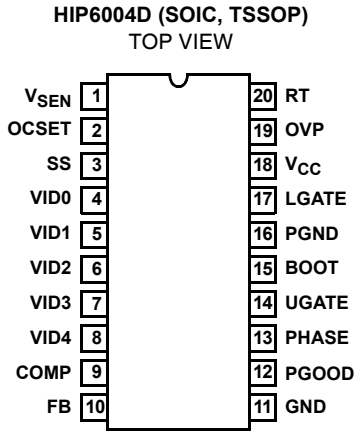 HIP6004D (SOIC, TSSOP)
TOP VIEW
VSEN 1 20 RT
OCSET 2 19 OVP
SS 3 18 VCC
VID0 4 17 LGATE
VID1 5 16 PGND
VID2 6 15 BOOT
VID3 7 14 UGATE
VID4 8 13 PHASE
COMP 9 12 PGOOD
FB 10 11 GND